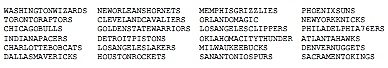 WASHINGTONWIZARDS NEWORLEANSHORNETS MEMPHISGRIZZLIES PHOENIXSUNS
TORONTORAPTORS CLEVELANDCAVALIERS ORLANDOMAGIC NEWYORKKNICKS
CHICAGOBULLS GOLDENSTATEWARRIORS LOSANGELESCLIPPERS PHILADELPHIA76ERS
INDIANAPACERS DETROITPISTONS OKLAHOMACITYTHUNDER ATLANTAHAWKS
CHARLOTTEBOBCATS LOSANGELESLAKERS MILWAUKEEBUCKS DENVERNUGGETS
DALLASMAVERICKS HOUSTONROCKETS SANANTONIOSPURS SACRAMENTOKINGS